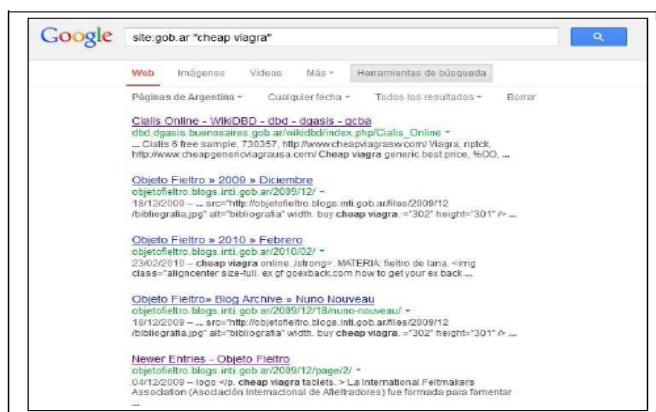 Google site:gob.ar "cheap viagra"
Web Imágenes Vídeos Más Herramientas de búsqueda
Páginas de Argentina Cualquier fecha Todos los resultados Borrar
Cialis Online - WikiDBD - dbd - dgasis - gcba
dbd.dgasis.buenosaires.gob.ar/wikidbd/index.php/Cialis_Online
... Cialis 6 free sample, 730357, http://www.cheapviagrasw.com/ Viagra, nptck,
http://www.cheapgenericviagrausa.com/ Cheap viagra generic best price, %OO, ...
Objeto Fieltro » 2009 » Diciembre
objetofieltro.blogs.inti.gob.ar/2009/12/
18/12/2009 – ... src="http://objetofieltro.blogs.inti.gob.ar/files/2009/12
/bibliografia.jpg" alt="bibliografia" width. buy cheap viagra. ="302" height="301" /> ...
Objeto Fieltro » 2010 » Febrero
objetofieltro.blogs.inti.gob.ar/2010/02/
23/02/2010 – cheap viagra online. /strong>. MATERIA: fieltro de lana. <img
class="aligncenter size-full. ex gf goexback.com how to get your ex back ...
Objeto Fieltro» Blog Archive » Nuno Nouveau
objetofieltro.blogs.inti.gob.ar/2009/12/18/nuno-nouveau/
18/12/2009 – ... src="http://objetofieltro.blogs.inti.gob.ar/files/2009/12
/bibliografia.jpg" alt="bibliografia" width. buy cheap viagra. ="302" height="301" /> ...
Newer Entries - Objeto Fieltro
objetofieltro.blogs.inti.gob.ar/2009/12/page/2/
04/12/2009 – logo </p. cheap viagra tablets. > La International Feltmakers
Association (Asociación Internacional de Afieltradores) fue formada para fomentar
...